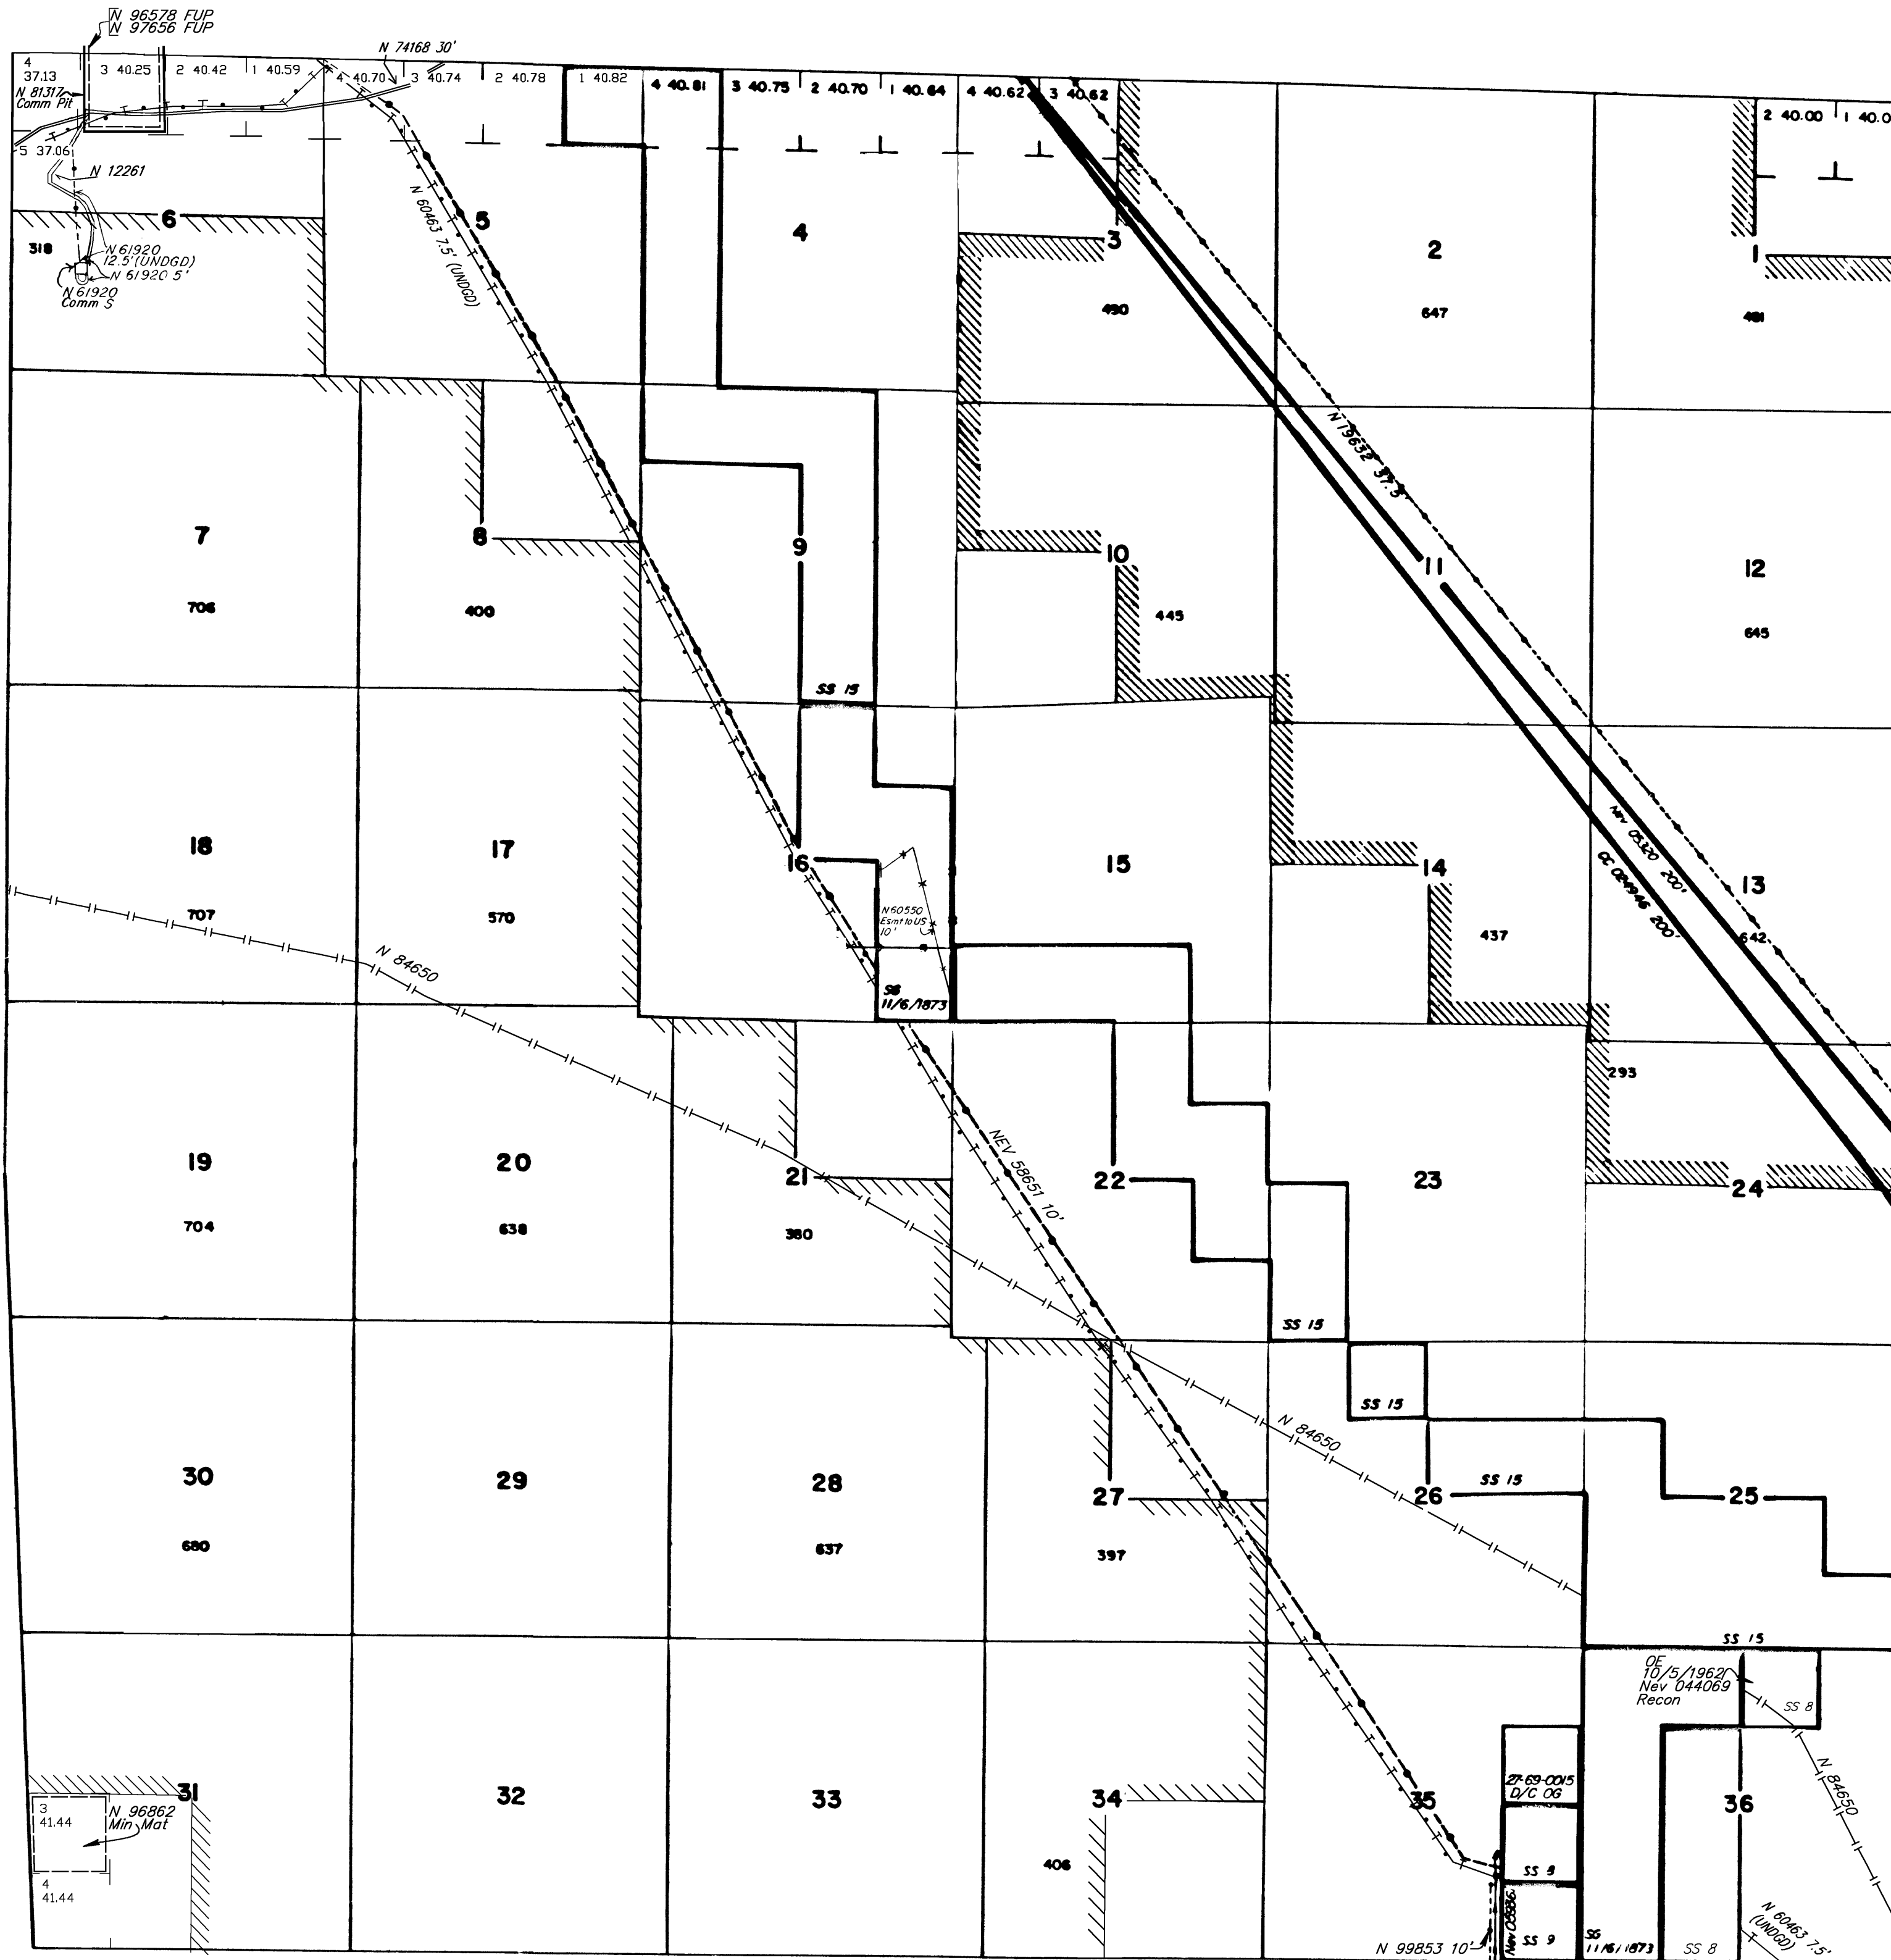 N 96578 FUP
N 97656 FUP
N 74168 30'
4
37.13
3 40.25
2 40.42
1 40.59
4 40.70
3 40.74
2 40.78
1 40.82
4 40.81
3 40.75
2 40.70
1 40.64
4 40.62
3 40.62
2 40.00
1 40.0
N 81317
Comm Pit
5 37.06
N 12261
6
5
4
3
2
1
318
N 61920
12.5' (UNDGD)
N 61920 5'
N 61920
Comm S
N 60463 7.5' (UNDGD)
490
647
481
N 19632 37.5'
7
8
9
10
11
12
706
400
445
645
SS 15
18
17
16
15
14
13
Nev 05320 200'
CC 024946 200'
707
570
N 60550
Esmt to US
10'
437
642
N 84650
SG
11/6/1873
293
19
20
21
22
23
24
NEV 58651 10'
704
638
380
SS 15
SS 15
N 84650
30
29
28
27
26
25
SS 15
680
637
397
SS 15
OE
10/5/1962
Nev 044069
Recon
SS 8
N 84650
31
32
33
34
35
36
27-69-0015
D/C OG
3
41.44
N 96862
Min Mat
4
41.44
406
SS 9
SS 9
N 99853 10'
SG
11/6/1873
SS 8
N 60463 7.5'
(UNDGD)